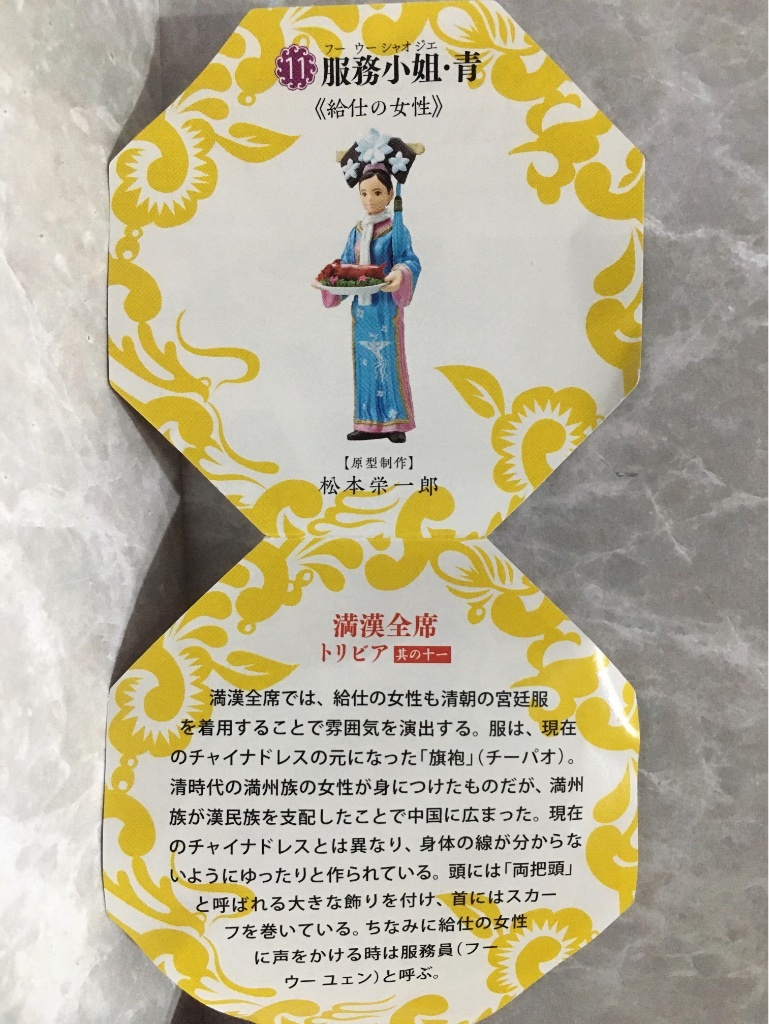 フー ウー シャオジエ
11 服務小姐・青
《給仕の女性》
【原型制作】
松本栄一郎
満漢全席
トリビア 其の十一
満漢全席では、給仕の女性も清朝の宮廷服
を着用することで雰囲気を演出する。服は、現在
のチャイナドレスの元になった「旗袍」(チーパオ)。
清時代の満州族の女性が身につけたものだが、満州
族が漢民族を支配したことで中国に広まった。現在
のチャイナドレスとは異なり、身体の線が分からな
いようにゆったりと作られている。頭には「両把頭」
と呼ばれる大きな飾りを付け、首にはスカー
フを巻いている。ちなみに給仕の女性
に声をかける時は服務員(フー
ウー ユェン)と呼ぶ。